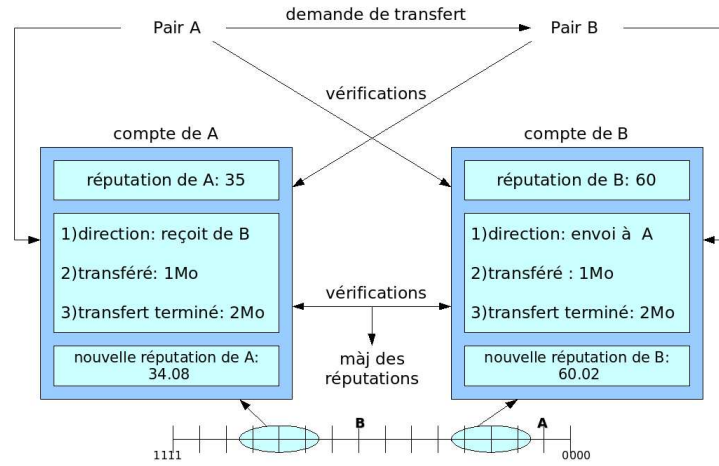 Pair A
demande de transfert
Pair B
vérifications
compte de A
compte de B
réputation de A: 35
réputation de B: 60
1)direction: reçoit de B
2)transféré: 1Mo
3)transfert terminé: 2Mo
1)direction: envoi à A
2)transféré : 1Mo
3)transfert terminé: 2Mo
vérifications
màj des
réputations
nouvelle réputation de A:
34.08
nouvelle réputation de B:
60.02
B
A
1111
0000